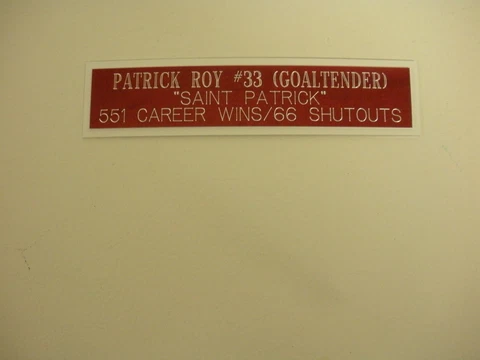 PATRICK ROY #33 (GOALTENDER)
"SAINT PATRICK"
551 CAREER WINS/66 SHUTOUTS